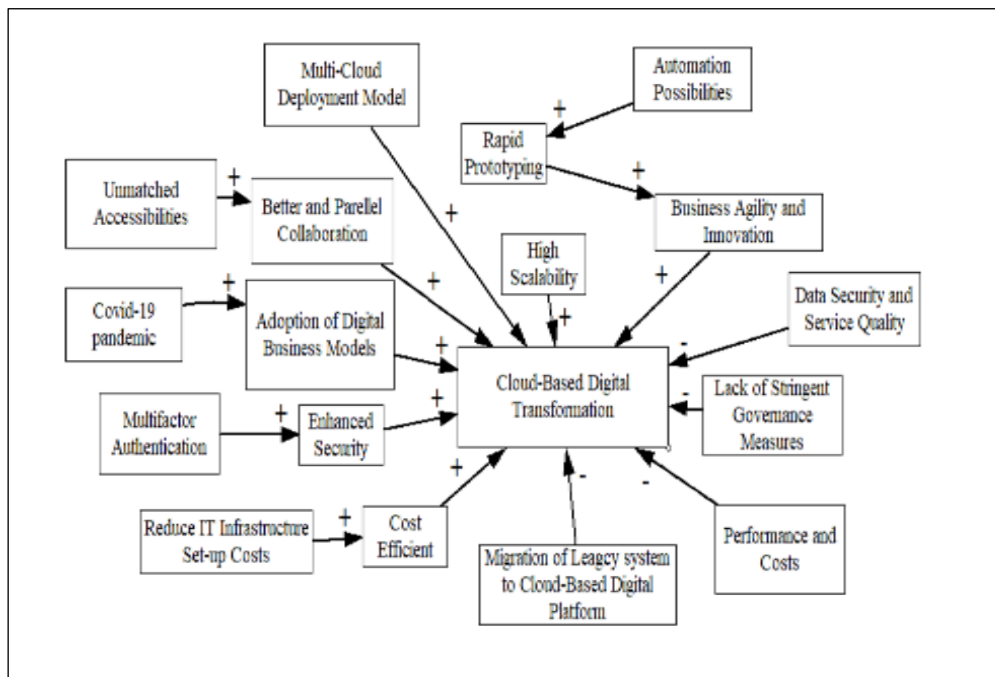 Multi-Cloud
Deployment Model
Automation
Possibilities
+
Rapid
Prototyping
+
Unmatched
Accessibilities
+
Better and Parellel
Collaboration
+
Business Agility and
Innovation
+
High
Scalability
+
+
Covid-19
pandemic
+
Adoption of Digital
Business Models
+
Data Security and
Service Quality
-
Cloud-Based Digital
Transformation
Lack of Stringent
Governance
Measures
-
Multifactor
Authentication
+
Enhanced
Security
+
Reduce IT Infrastructure
Set-up Costs
+
Cost
Efficient
+
-
Migration of Leagcy system
to Cloud-Based Digital
Platform
-
Performance and
Costs